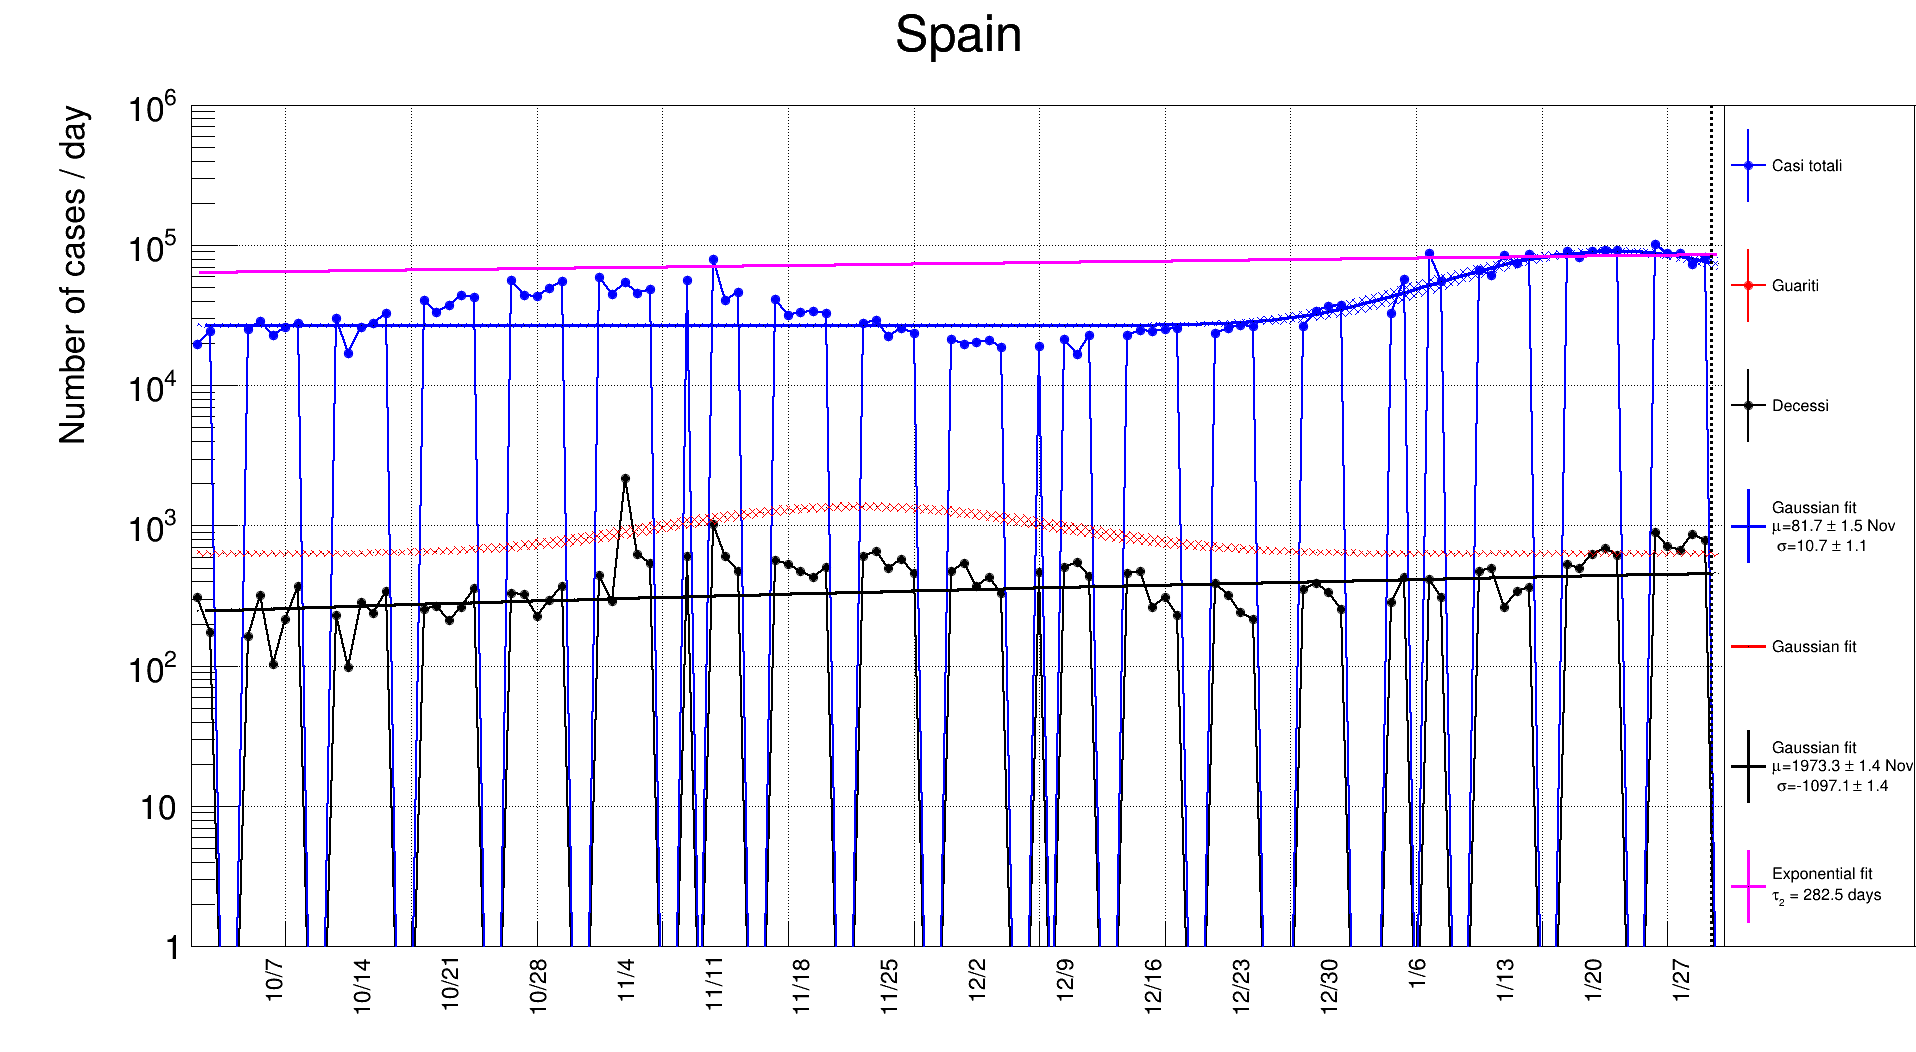 Spain
Number of cases / day
10^6
10^5
10^4
10^3
10^2
10
1
10/7
10/14
10/21
10/28
11/4
11/11
11/18
11/25
12/2
12/9
12/16
12/23
12/30
1/6
1/13
1/20
1/27
Casi totali
Guariti
Decessi
Gaussian fit
μ=81.7 ± 1.5 Nov
σ=10.7 ± 1.1
Gaussian fit
Gaussian fit
μ=1973.3 ± 1.4 Nov
σ=-1097.1 ± 1.4
Exponential fit
τ₂ = 282.5 days